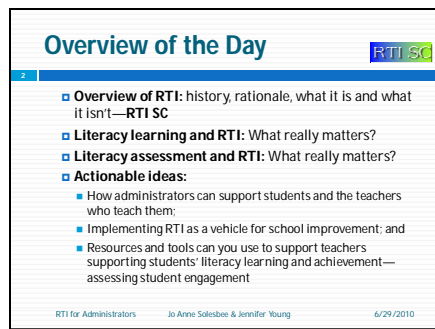 Overview of the Day
RTI SC
2
Overview of RTI: history, rationale, what it is and what
it isn't—RTI SC
Literacy learning and RTI: What really matters?
Literacy assessment and RTI: What really matters?
Actionable ideas:
How administrators can support students and the teachers
who teach them;
Implementing RTI as a vehicle for school improvement; and
Resources and tools can you use to support teachers
supporting students' literacy learning and achievement—
assessing student engagement
RTI for Administrators Jo Anne Solesbee & Jennifer Young 6/29/2010